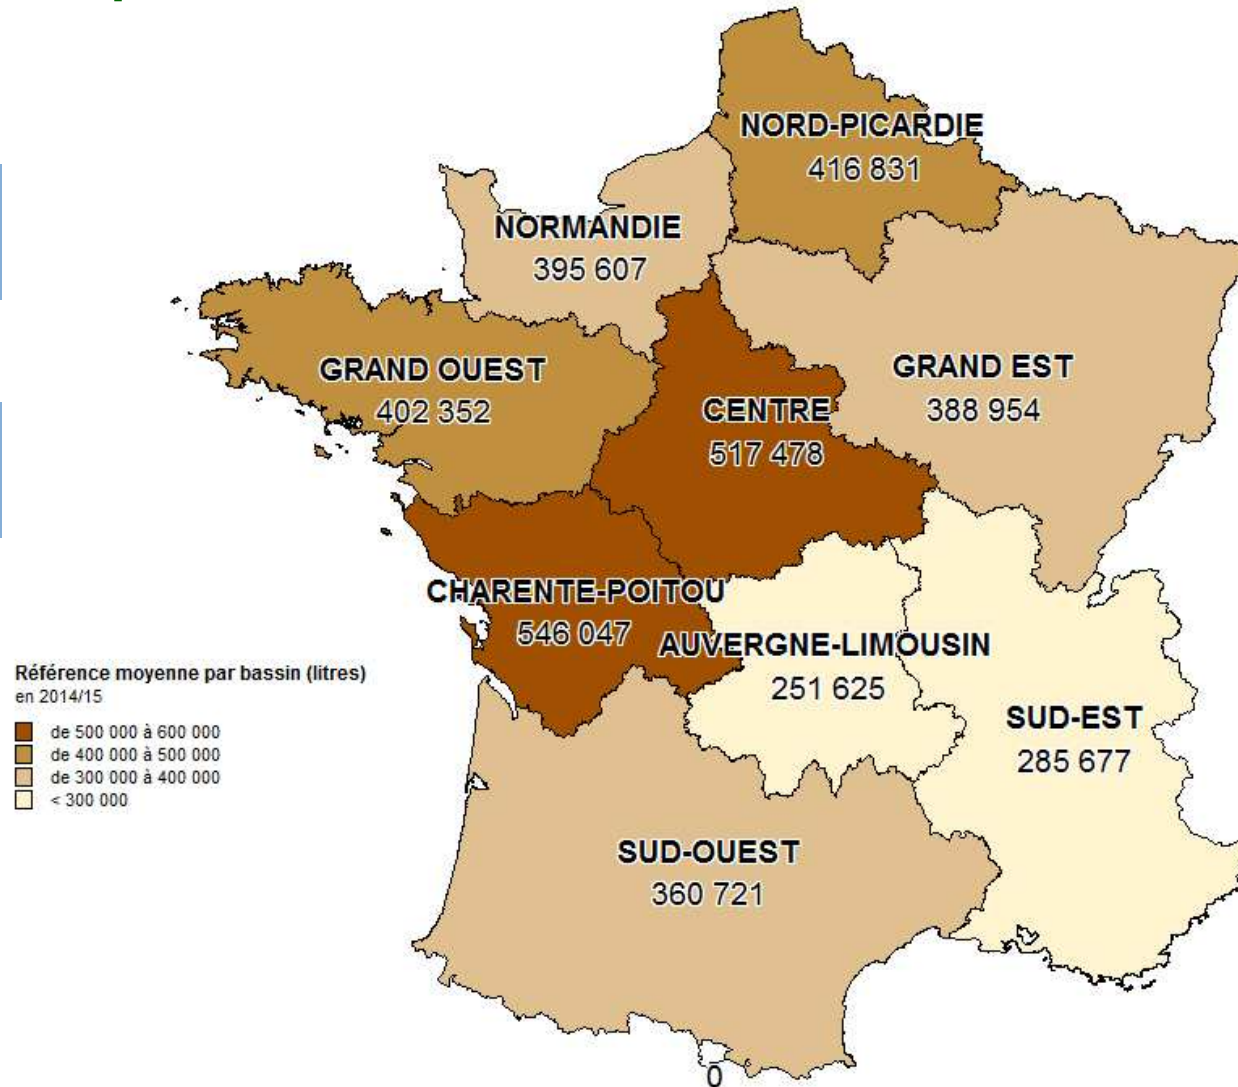 NORD-PICARDIE
416 831
NORMANDIE
395 607
GRAND OUEST
402 352
GRAND EST
388 954
CENTRE
517 478
CHARENTE-POITOU
546 047
AUVERGNE-LIMOUSIN
251 625
SUD-EST
285 677
SUD-OUEST
360 721
0
Référence moyenne par bassin (litres)
en 2014/15
de 500 000 à 600 000
de 400 000 à 500 000
de 300 000 à 400 000
< 300 000